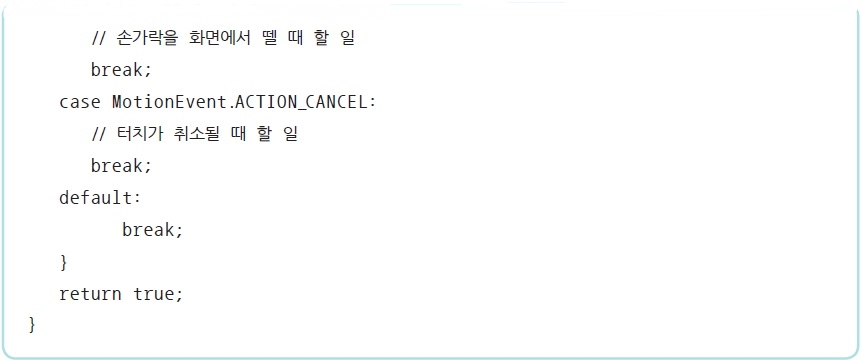 // 손가락을 화면에서 뗄 때 할 일
break;
case MotionEvent.ACTION_CANCEL:
// 터치가 취소될 때 할 일
break;
default:
break;
}
return true;
}